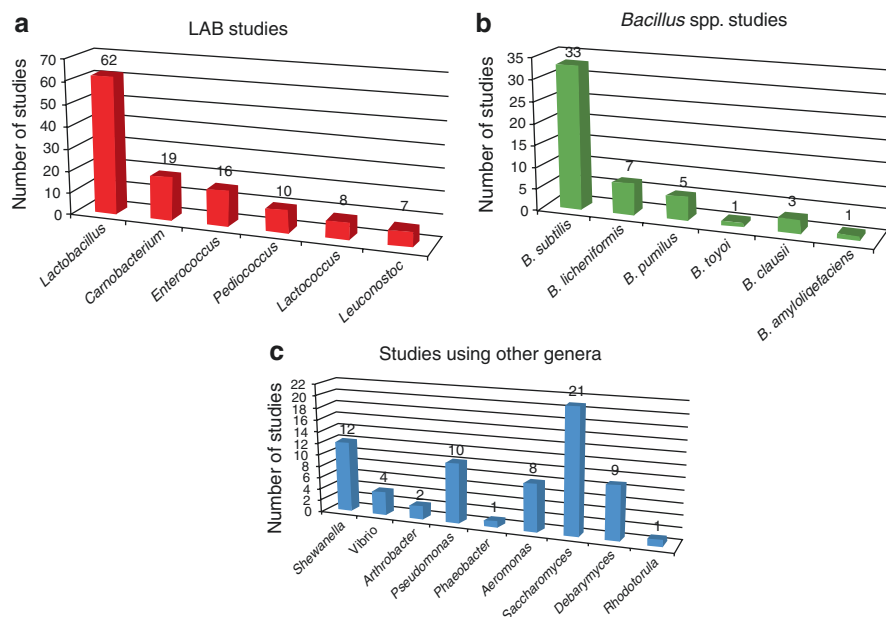 a
LAB studies
Number of studies
70
60
50
40
30
20
10
0
62
19
16
10
8
7
Lactobacillus
Carnobacterium
Enterococcus
Pediococcus
Lactococcus
Leuconostoc
b
Bacillus spp. studies
Number of studies
35
30
25
20
15
10
5
0
33
7
5
1
3
1
B. subtilis
B. licheniformis
B. pumilus
B. toyoi
B. clausii
B. amyloliqefaciens
c
Studies using other genera
Number of studies
22
20
18
16
14
12
10
8
6
4
2
0
12
4
2
10
1
8
21
9
1
Shewanella
Vibrio
Arthrobacter
Pseudomonas
Phaeobacter
Aeromonas
Saccharomyces
Debarymyces
Rhodotorula